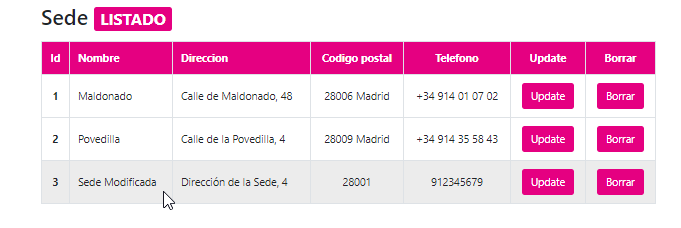 Sede LISTADO
Id Nombre Direccion Codigo postal Telefono Update Borrar
1 Maldonado Calle de Maldonado, 48 28006 Madrid +34 914 01 07 02 Update Borrar
2 Povedilla Calle de la Povedilla, 4 28009 Madrid +34 914 35 58 43 Update Borrar
3 Sede Modificada Dirección de la Sede, 4 28001 912345679 Update Borrar